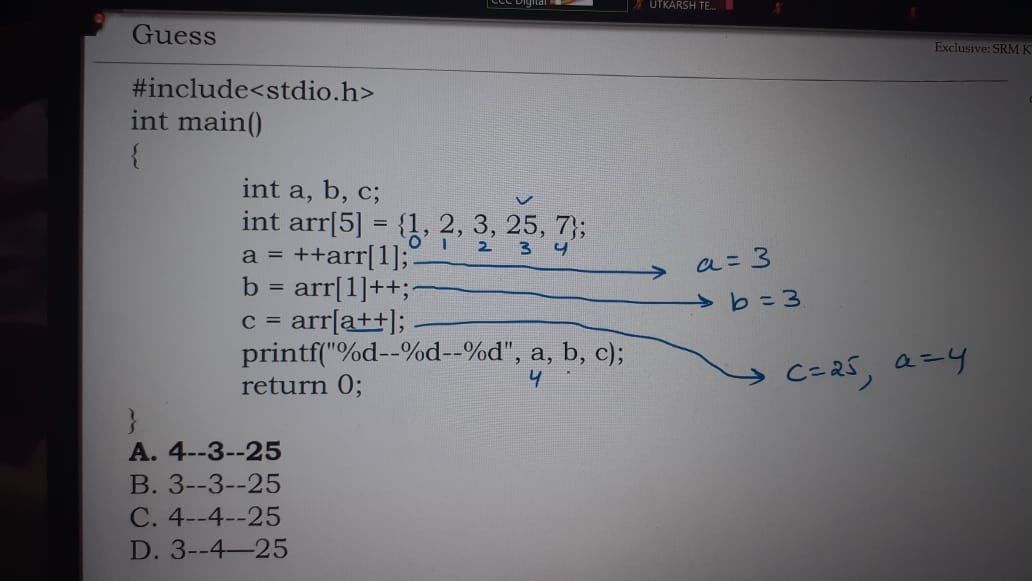 CCC Digital
UTKARSH TE...
Guess
Exclusive: SRM K
#include<stdio.h>
int main()
{
int a, b, c;
int arr[5] = {1, 2, 3, 25, 7};
0 1 2 3 4
a = ++arr[1]; a = 3
b = arr[1]++; b = 3
c = arr[a++]; c = 25, a = 4
printf("%d--%d--%d", a, b, c);
4
return 0;
}
A. 4--3--25
B. 3--3--25
C. 4--4--25
D. 3--4—25